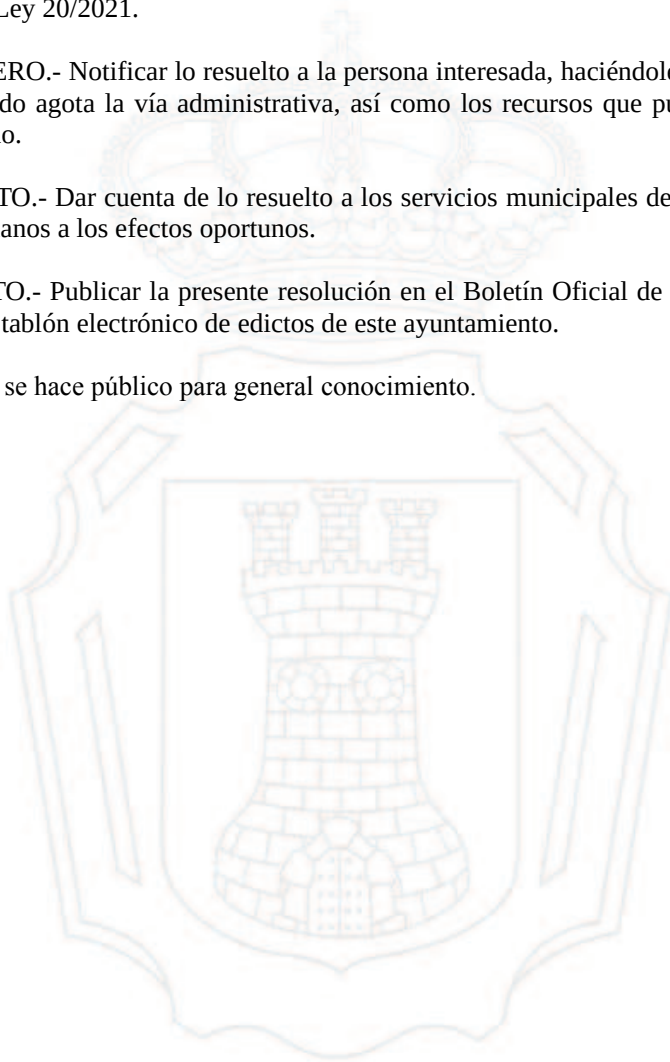 Ley 20/2021.
ERO.- Notificar lo resuelto a la persona interesada, haciéndol
do agota la vía administrativa, así como los recursos que p
o.
TO.- Dar cuenta de lo resuelto a los servicios municipales de
anos a los efectos oportunos.
TO.- Publicar la presente resolución en el Boletín Oficial de
tablón electrónico de edictos de este ayuntamiento.
se hace público para general conocimiento.